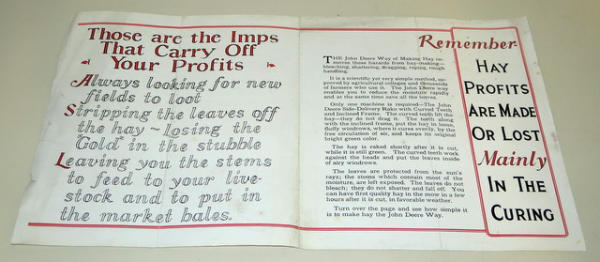 Those are the Imps
That Carry Off
Your Profits
Always looking for new
fields to loot
Stripping the leaves off
the hay ~ losing the
"Gold" in the stubble
Leaving you the stems
to feed to your live-
stock and to put in
the market bales.
THE John Deere Way of Making Hay re-
moves these hazards from hay-making—
bleaching, shattering, dragging, roping, rough
handling.
It is a scientific yet very simple method, ap-
proved by agricultural colleges and thousands
of farmers who use it. The John Deere way
enables you to reduce the moisture rapidly
and at the same time save all the leaves.
Only one machine is required—The John
Deere Side-Delivery Rake with Curved Teeth
and Inclined Frame. The curved teeth lift the
hay—they do not drag it. The teeth along
with the inclined frame, put the hay in loose,
fluffy windrows, where it cures evenly, by the
free circulation of air, and keeps its original
bright green color.
The hay is raked shortly after it is cut,
while it is still green. The curved teeth work
against the heads and put the leaves inside
of airy windrows.
The leaves are protected from the sun's
rays; the stems which contain most of the
moisture, are left exposed. The leaves do not
bleach; they do not shatter and fall off. You
can have first quality hay in the mow in a few
hours after it is cut, in favorable weather.
Turn over the page and see how simple it
is to make hay the John Deere Way.
Remember
HAY
PROFITS
ARE MADE
OR LOST
Mainly
IN THE
CURING